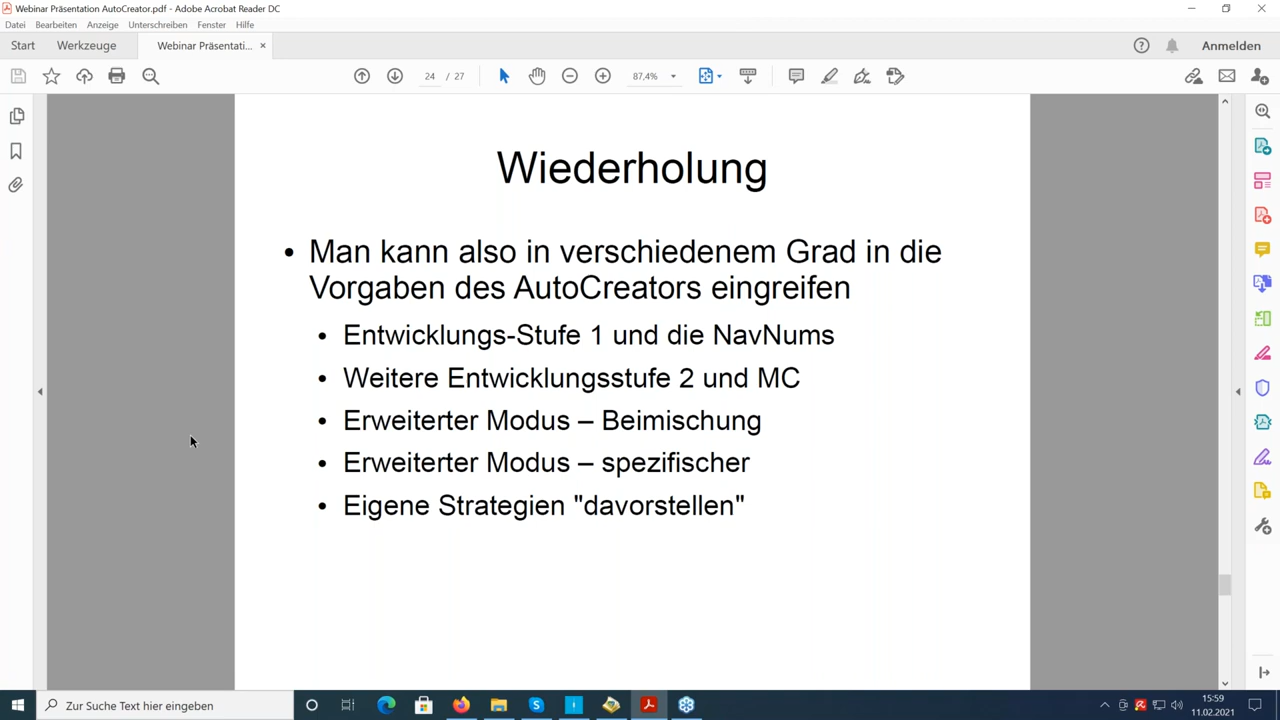 Webinar Präsentation AutoCreator.pdf - Adobe Acrobat Reader DC
Datei Bearbeiten Anzeige Unterschreiben Fenster Hilfe
Start Werkzeuge Webinar Präsentati... × Anmelden
24 / 27 87,4%
Wiederholung
• Man kann also in verschiedenem Grad in die
Vorgaben des AutoCreators eingreifen
• Entwicklungs-Stufe 1 und die NavNums
• Weitere Entwicklungsstufe 2 und MC
• Erweiterter Modus – Beimischung
• Erweiterter Modus – spezifischer
• Eigene Strategien "davorstellen"
Zur Suche Text hier eingeben
15:59
11.02.2021